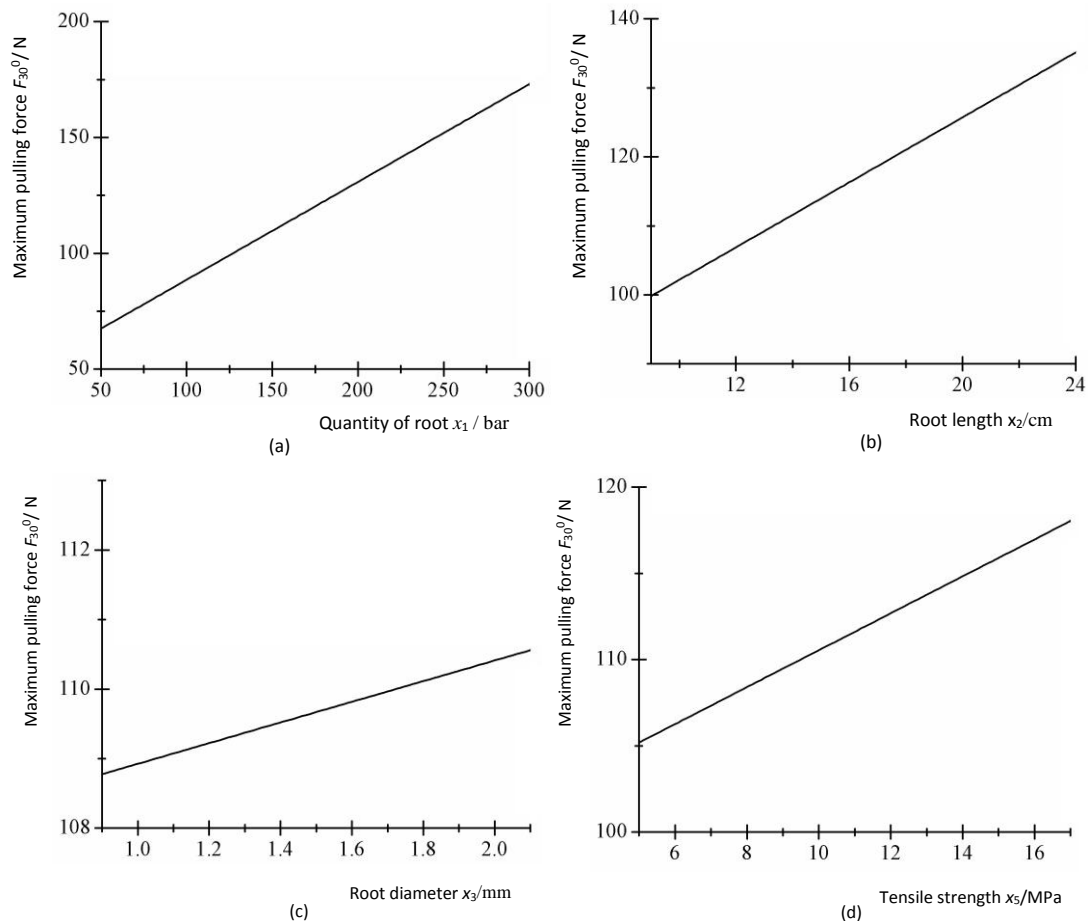 Maximum pulling force F₃₀⁰/ N
200
150
100
50
50 100 150 200 250 300
Quantity of root x₁ / bar
(a)
Maximum pulling force F₃₀⁰/ N
140
120
100
12 16 20 24
Root length x₂/cm
(b)
Maximum pulling force F₃₀⁰/ N
112
110
108
1.0 1.2 1.4 1.6 1.8 2.0
Root diameter x₃/mm
(c)
Maximum pulling force F₃₀⁰/ N
120
110
100
6 8 10 12 14 16
Tensile strength x₅/MPa
(d)